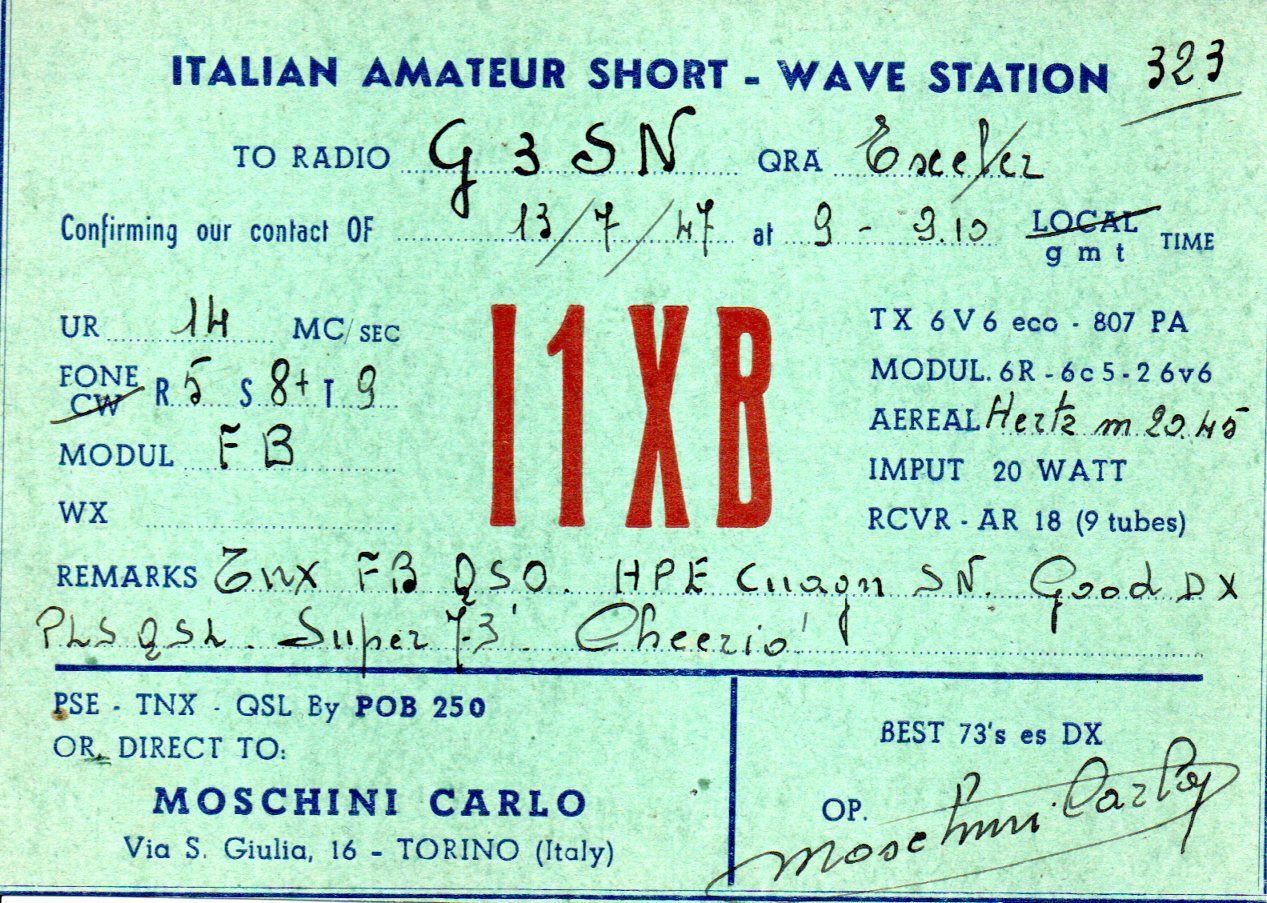 ITALIAN AMATEUR SHORT - WAVE STATION 323
TO RADIO G3SN QRA Exeter
Confirming our contact OF 13/7/47 at 9 - 9.10 LOCAL gmt TIME
UR 14 MC/SEC
FONE CW R 5 S 8+ T 9
MODUL FB
WX
I1XB
TX 6V6 eco - 807 PA
MODUL. 6R - 6c5 - 2 6v6
AEREAL Hertz m 20.45
IMPUT 20 WATT
RCVR - AR 18 (9 tubes)
REMARKS Tnx FB QSO. HPE cuagn SN. Good DX
PLS QSL. Super 73' Cheerio'
PSE - TNX - QSL By POB 250
OR, DIRECT TO:
MOSCHINI CARLO
Via S. Giulia, 16 - TORINO (Italy)
BEST 73's es DX
OP. Moschini Carlo